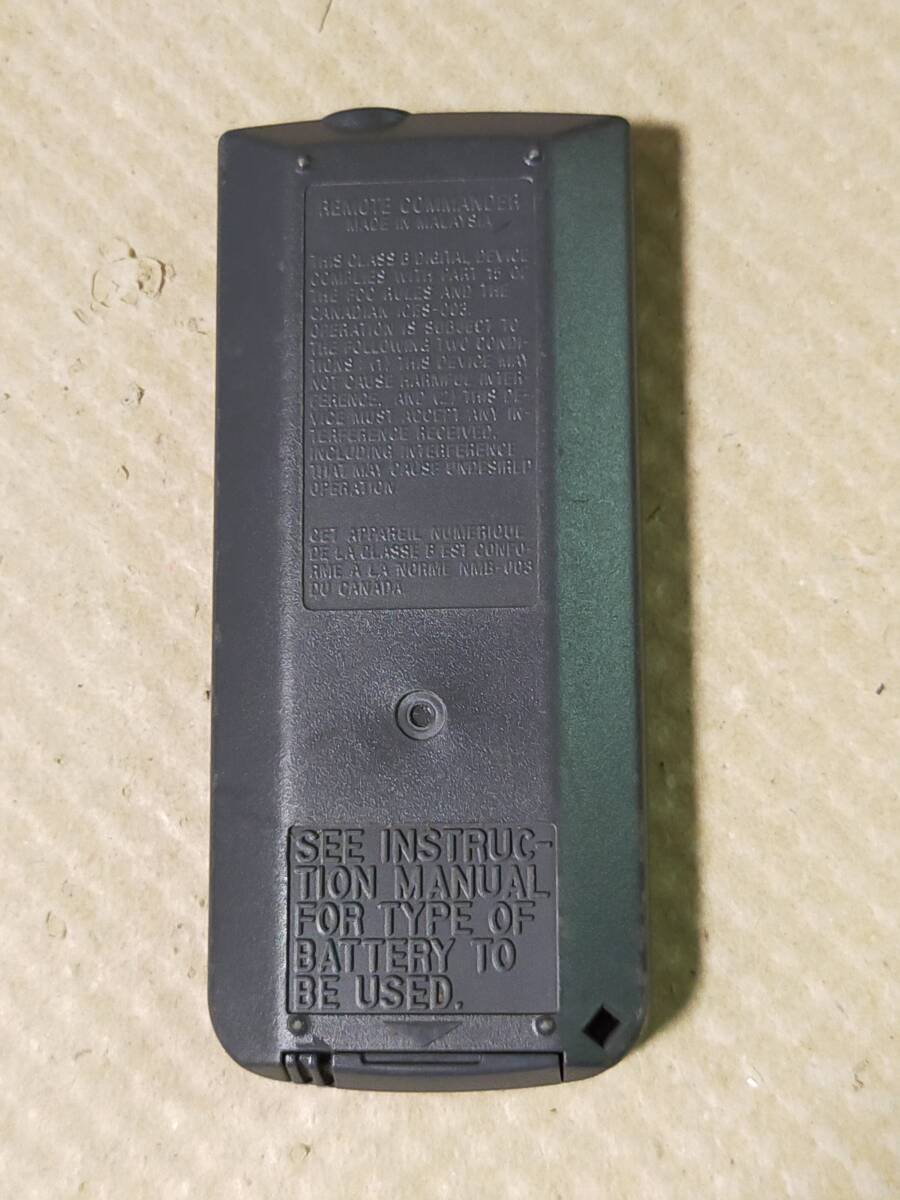 REMOTE COMMANDER
MADE IN MALAYSIA
THIS CLASS B DIGITAL DEVICE
COMPLIES WITH PART 15 OF
THE FCC RULES AND THE
CANADIAN ICES-003.
OPERATION IS SUBJECT TO
THE FOLLOWING TWO CONDI-
TIONS (1) THIS DEVICE MAY
NOT CAUSE HARMFUL INTER
FERENCE, AND (2) THIS DE-
VICE MUST ACCEPT ANY IN-
TERFERENCE RECEIVED,
INCLUDING INTERFERENCE
THAT MAY CAUSE UNDESIRED
OPERATION.
CET APPAREIL NUMERIQUE
DE LA CLASSE B EST CONFO-
RME À LA NORME NMB-003
DU CANADA.
SEE INSTRUC-
TION MANUAL
FOR TYPE OF
BATTERY TO
BE USED.